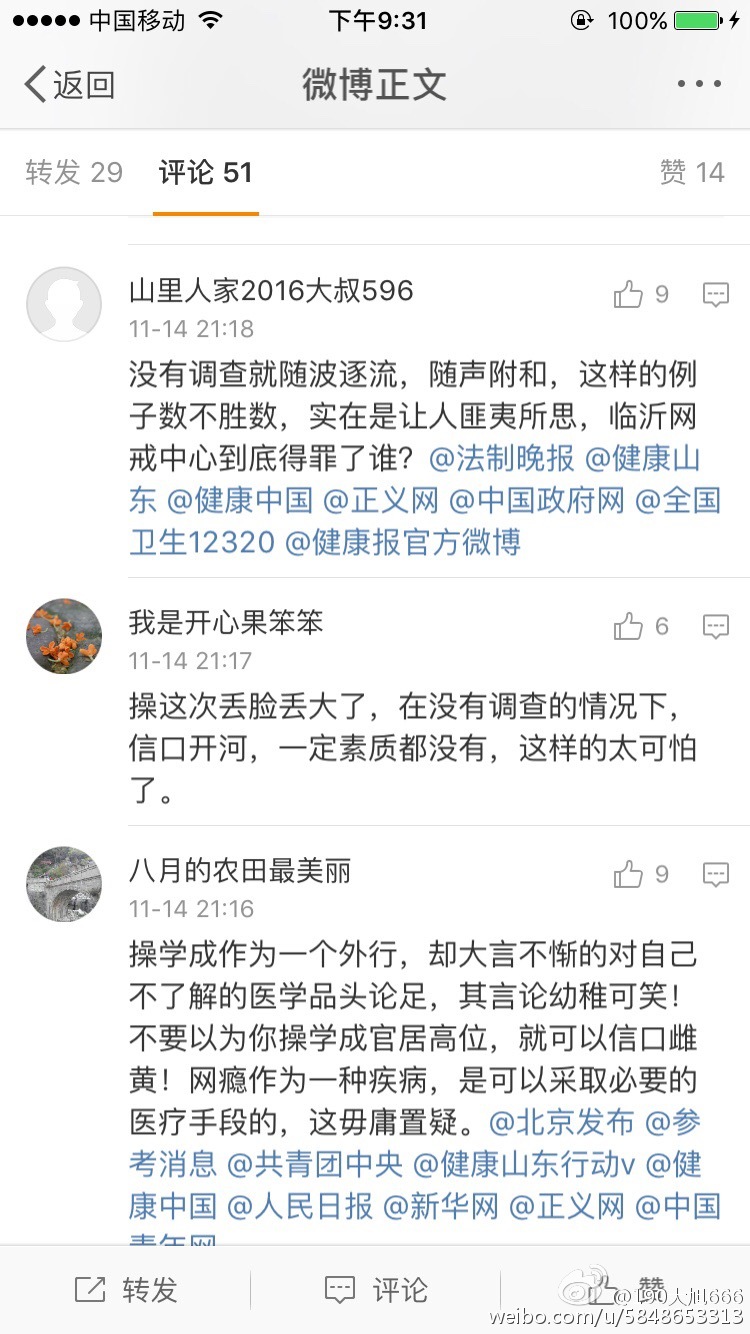 中国移动 下午9:31 100%
返回 微博正文
转发 29 评论 51 赞 14
山里人家2016大叔596 9
11-14 21:18
没有调查就随波逐流，随声附和，这样的例
子数不胜数，实在是让人匪夷所思，临沂网
戒中心到底得罪了谁？@法制晚报 @健康山
东 @健康中国 @正义网 @中国政府网 @全国
卫生12320 @健康报官方微博
我是开心果笨笨 6
11-14 21:17
操这次丢脸丢大了，在没有调查的情况下，
信口开河，一定素质都没有，这样的太可怕
了。
八月的农田最美丽 9
11-14 21:16
操学成作为一个外行，却大言不惭的对自己
不了解的医学品头论足，其言论幼稚可笑！
不要以为你操学成官居高位，就可以信口雌
黄！网瘾作为一种疾病，是可以采取必要的
医疗手段的，这毋庸置疑。@北京发布 @参
考消息 @共青团中央 @健康山东行动v @健
康中国 @人民日报 @新华网 @正义网 @中国
青年网
转发 评论 赞
weibo.com/u/5848653313